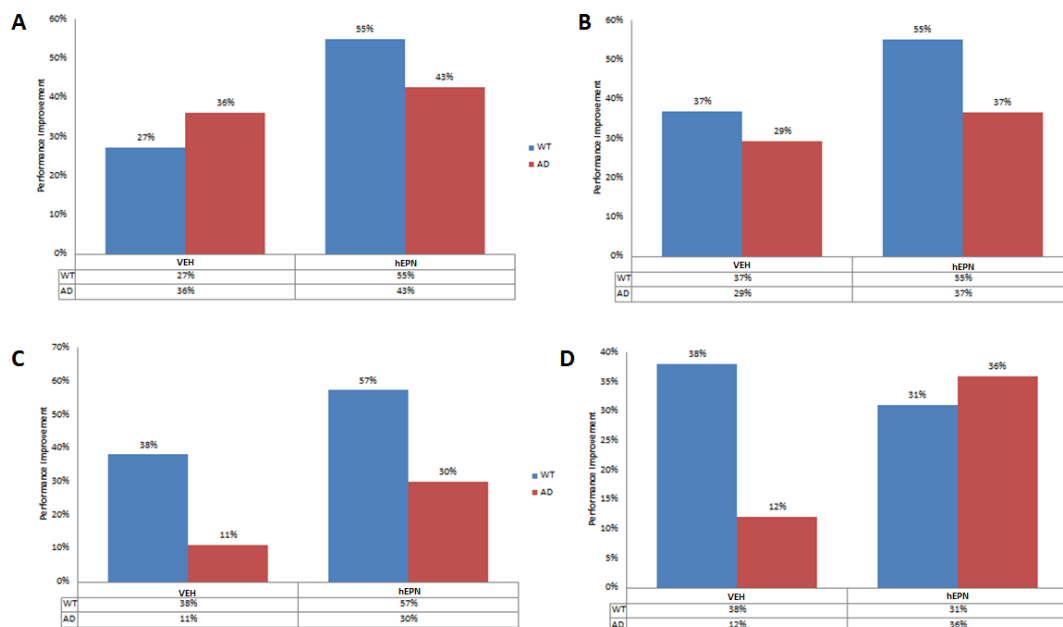 A
60%
50%
40%
30%
20%
10%
0%
Performance Improvement
27%
36%
55%
43%
VEH hEPN
WT 27% 55%
AD 36% 43%
WT
AD
B
60%
50%
40%
30%
20%
10%
0%
Performance Improvement
37%
29%
55%
37%
VEH hEPN
WT 37% 55%
AD 29% 37%
C
70%
60%
50%
40%
30%
20%
10%
0%
Performance Improvement
38%
11%
57%
30%
VEH hEPN
WT 38% 57%
AD 11% 30%
WT
AD
D
40%
35%
30%
25%
20%
15%
10%
5%
0%
Performance Improvement
38%
12%
31%
36%
VEH hEPN
WT 38% 31%
AD 12% 36%